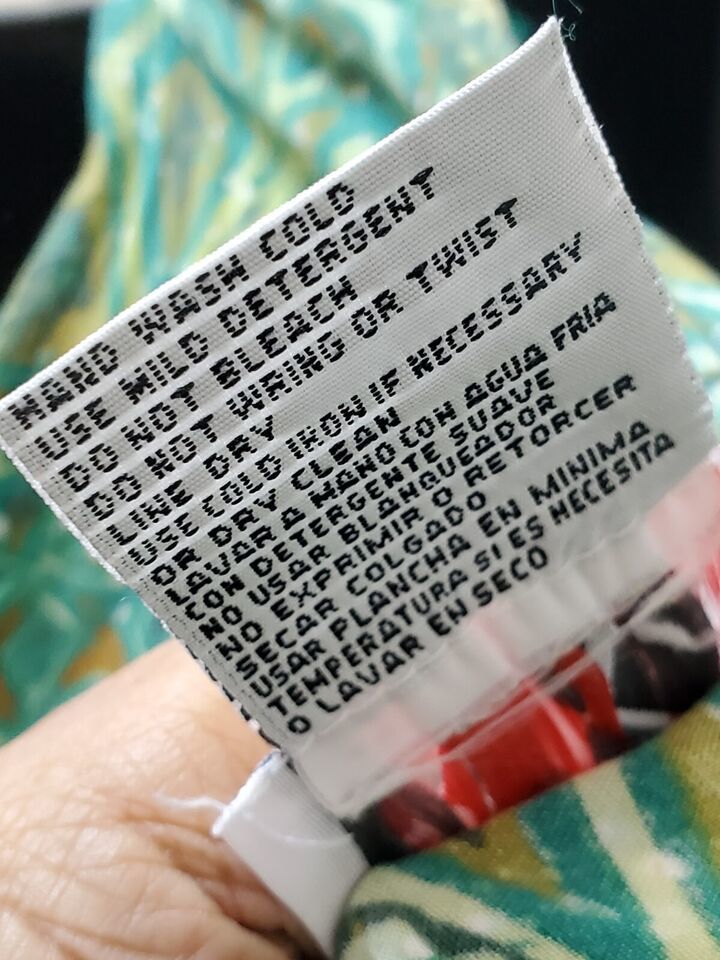 HAND WASH COLD
USE MILD DETERGENT
DO NOT BLEACH
DO NOT WRING OR TWIST
LINE DRY
USE COLD IRON IF NECESSARY
OR DRY CLEAN
LAVAR A MANO CON AGUA FRIA
CON DETERGENTE SUAVE
NO USAR BLANQUEADOR
NO EXPRIMIR O RETORCER
SECAR COLGADO
USAR PLANCHA EN MINIMA
TEMPERATURA SI ES NECESITA
O LAVAR EN SECO